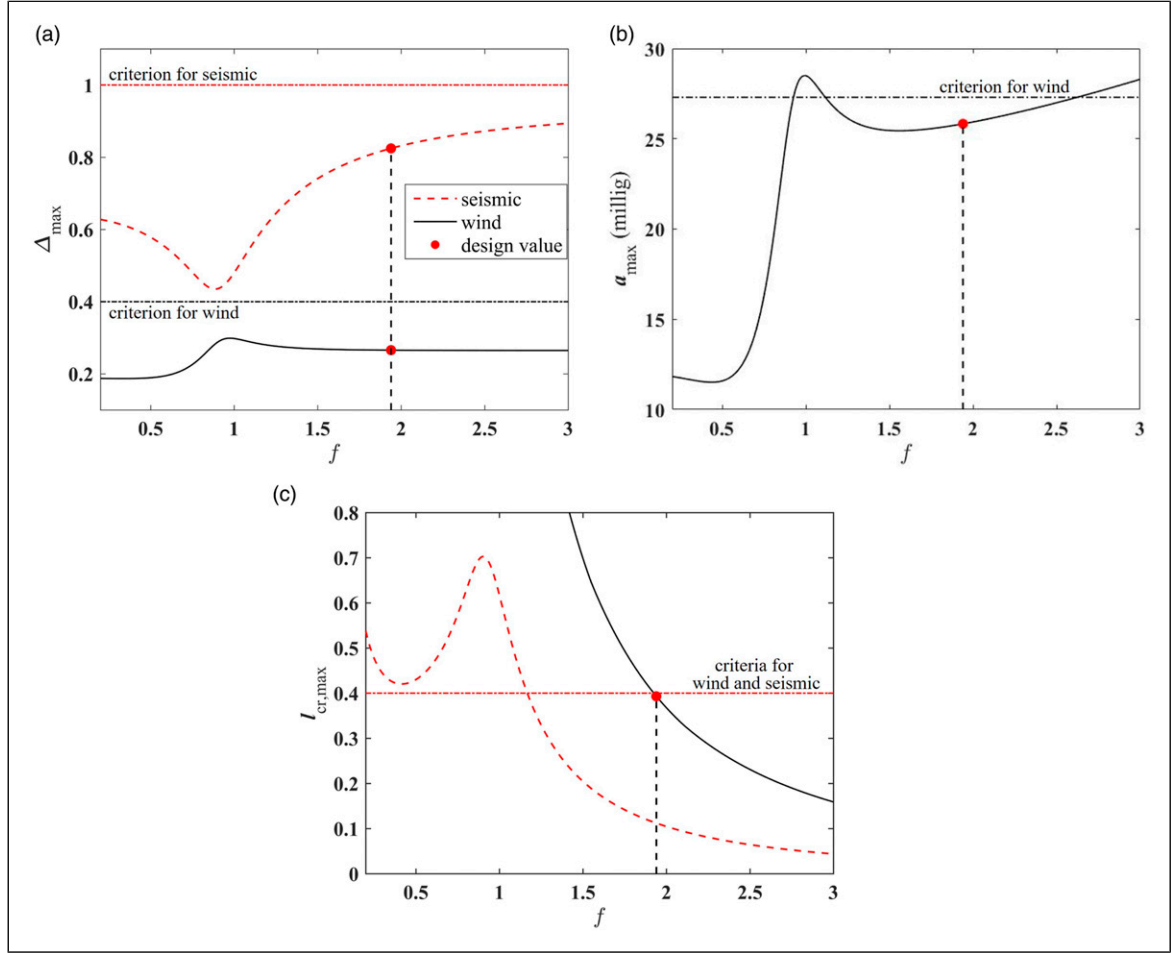 (a)
criterion for seismic
1
0.8
0.6
0.4
0.2
Δmax
criterion for wind
seismic
wind
design value
0.5 1 1.5 2 2.5 3
f
(b)
30
25
20
15
10
amax (millig)
criterion for wind
0.5 1 1.5 2 2.5 3
f
(c)
0.8
0.7
0.6
0.5
0.4
0.3
0.2
0.1
0
lcr,max
criteria for
wind and seismic
0.5 1 1.5 2 2.5 3
f